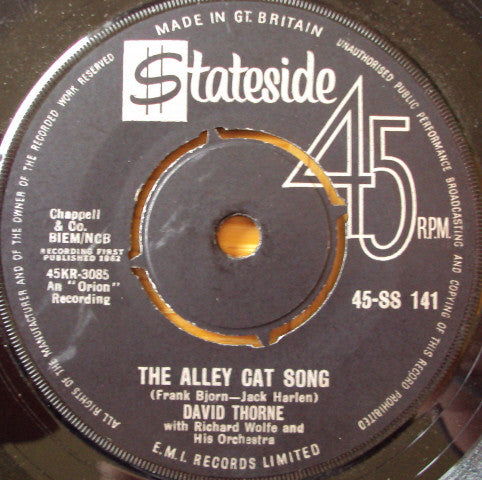 MADE IN GT. BRITAIN
UNAUTHORISED PUBLIC PERFORMANCE BROADCASTING AND COPYING OF THIS RECORD PROHIBITED
ALL RIGHTS OF THE MANUFACTURER AND OF THE OWNER OF THE RECORDED WORK RESERVED
$tateside
45 R.P.M.
Chappell
& Co.
BIEM/NCB
RECORDING FIRST
PUBLISHED 1962
45KR-3085
An "Orion"
Recording
45-SS 141
THE ALLEY CAT SONG
(Frank Bjorn—Jack Harlen)
DAVID THORNE
with Richard Wolfe and
His Orchestra
E.M.I. RECORDS LIMITED